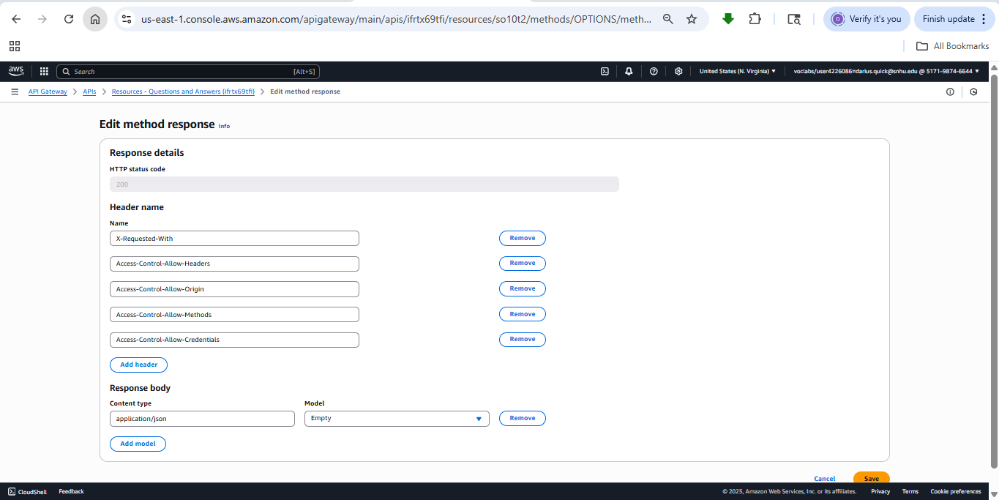 us-east-1.console.aws.amazon.com/apigateway/main/apis/ifrtx69tfi/resources/so10t2/methods/OPTIONS/meth...
D Verify it's you
Finish update
All Bookmarks
aws
Search [Alt+S]
United States (N. Virginia)
voclabs/user4226086=darius.quick@snhu.edu @ 5171-9874-6644
API Gateway > APIs > Resources - Questions and Answers (ifrtx69tfi) > Edit method response
Edit method response Info
Response details
HTTP status code
200
Header name
Name
X-Requested-With Remove
Access-Control-Allow-Headers Remove
Access-Control-Allow-Origin Remove
Access-Control-Allow-Methods Remove
Access-Control-Allow-Credentials Remove
Add header
Response body
Content type Model
application/json Empty Remove
Add model
Cancel Save
CloudShell Feedback © 2025, Amazon Web Services, Inc. or its affiliates. Privacy Terms Cookie preferences